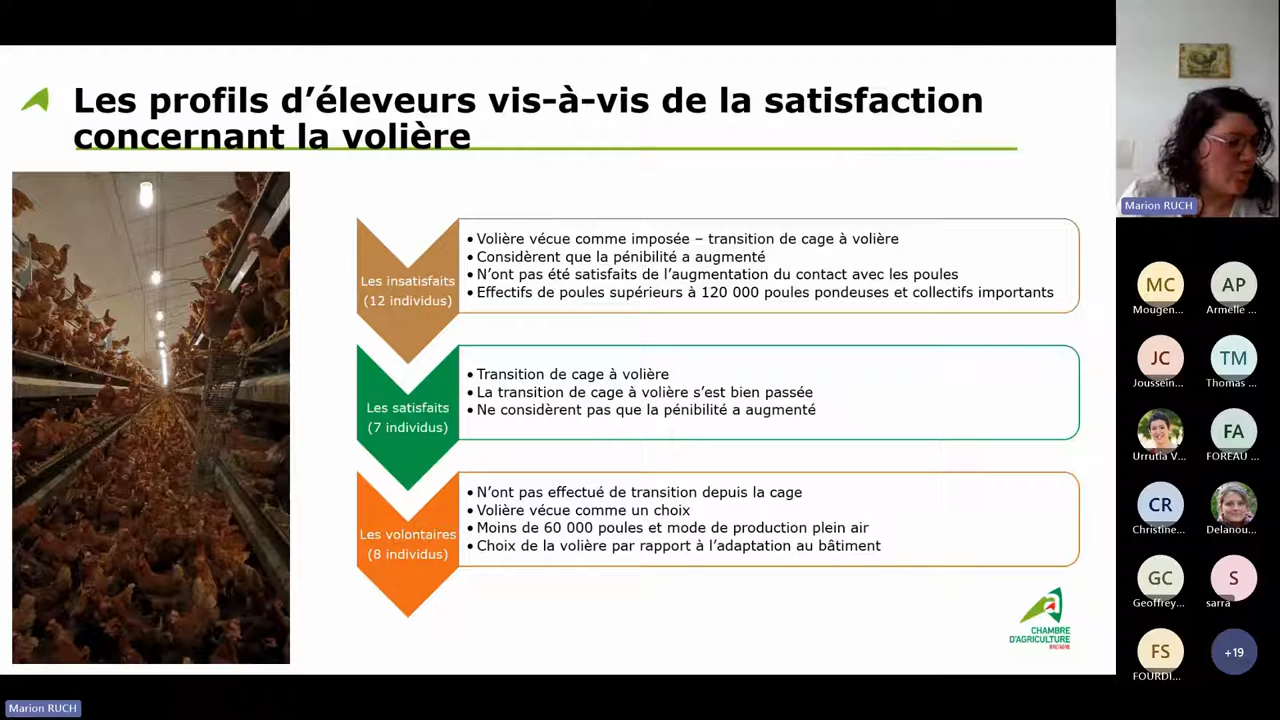 Les profils d’éleveurs vis-à-vis de la satisfaction
concernant la volière
Les insatisfaits
(12 individus)
• Volière vécue comme imposée – transition de cage à volière
• Considèrent que la pénibilité a augmenté
• N’ont pas été satisfaits de l’augmentation du contact avec les poules
• Effectifs de poules supérieurs à 120 000 poules pondeuses et collectifs importants
Les satisfaits
(7 individus)
• Transition de cage à volière
• La transition de cage à volière s’est bien passée
• Ne considèrent pas que la pénibilité a augmenté
Les volontaires
(8 individus)
• N’ont pas effectué de transition depuis la cage
• Volière vécue comme un choix
• Moins de 60 000 poules et mode de production plein air
• Choix de la volière par rapport à l’adaptation au bâtiment
CHAMBRE
D’AGRICULTURE
BRETAGNE
Marion RUCH
MC
Mougen...
AP
Armelle ...
JC
Joussein...
TM
Thomas ...
Urrutia V...
FA
FOREAU ...
CR
Christine...
Delanou...
GC
Geoffrey...
S
sarra
FS
FOURDI...
+19
Marion RUCH